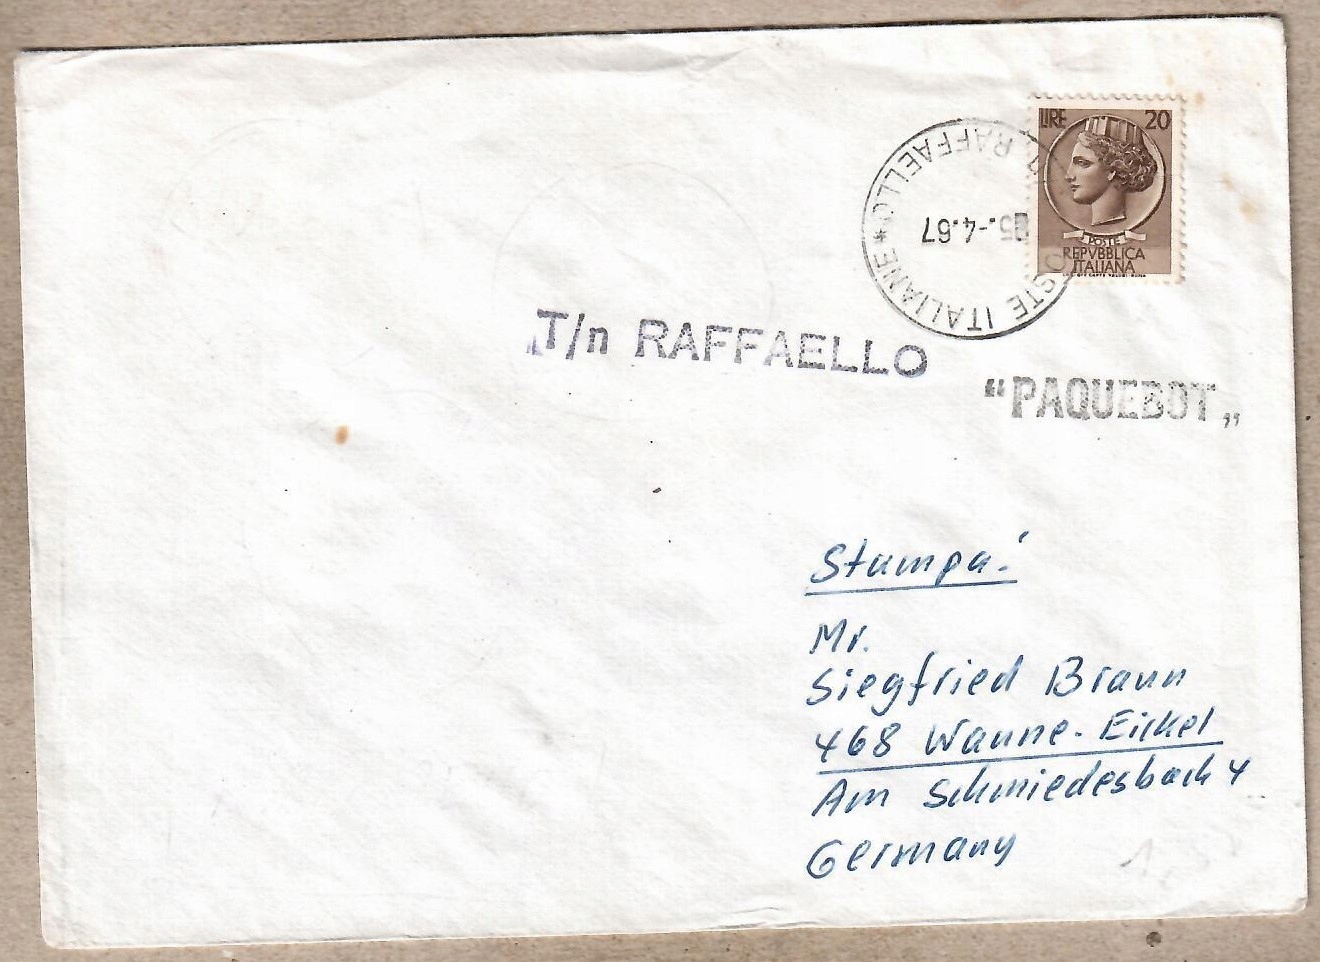 LIRE 20
POSTE
REPVBBLICA
ITALIANA
RAFFAELLO * POSTE ITALIANE *
25.-4.67
T/n RAFFAELLO
“PAQUEBOT„
Stampa!
Mr.
Siegfried Braun
468 Wanne-Eickel
Am Schmiedesbach 4
Germany